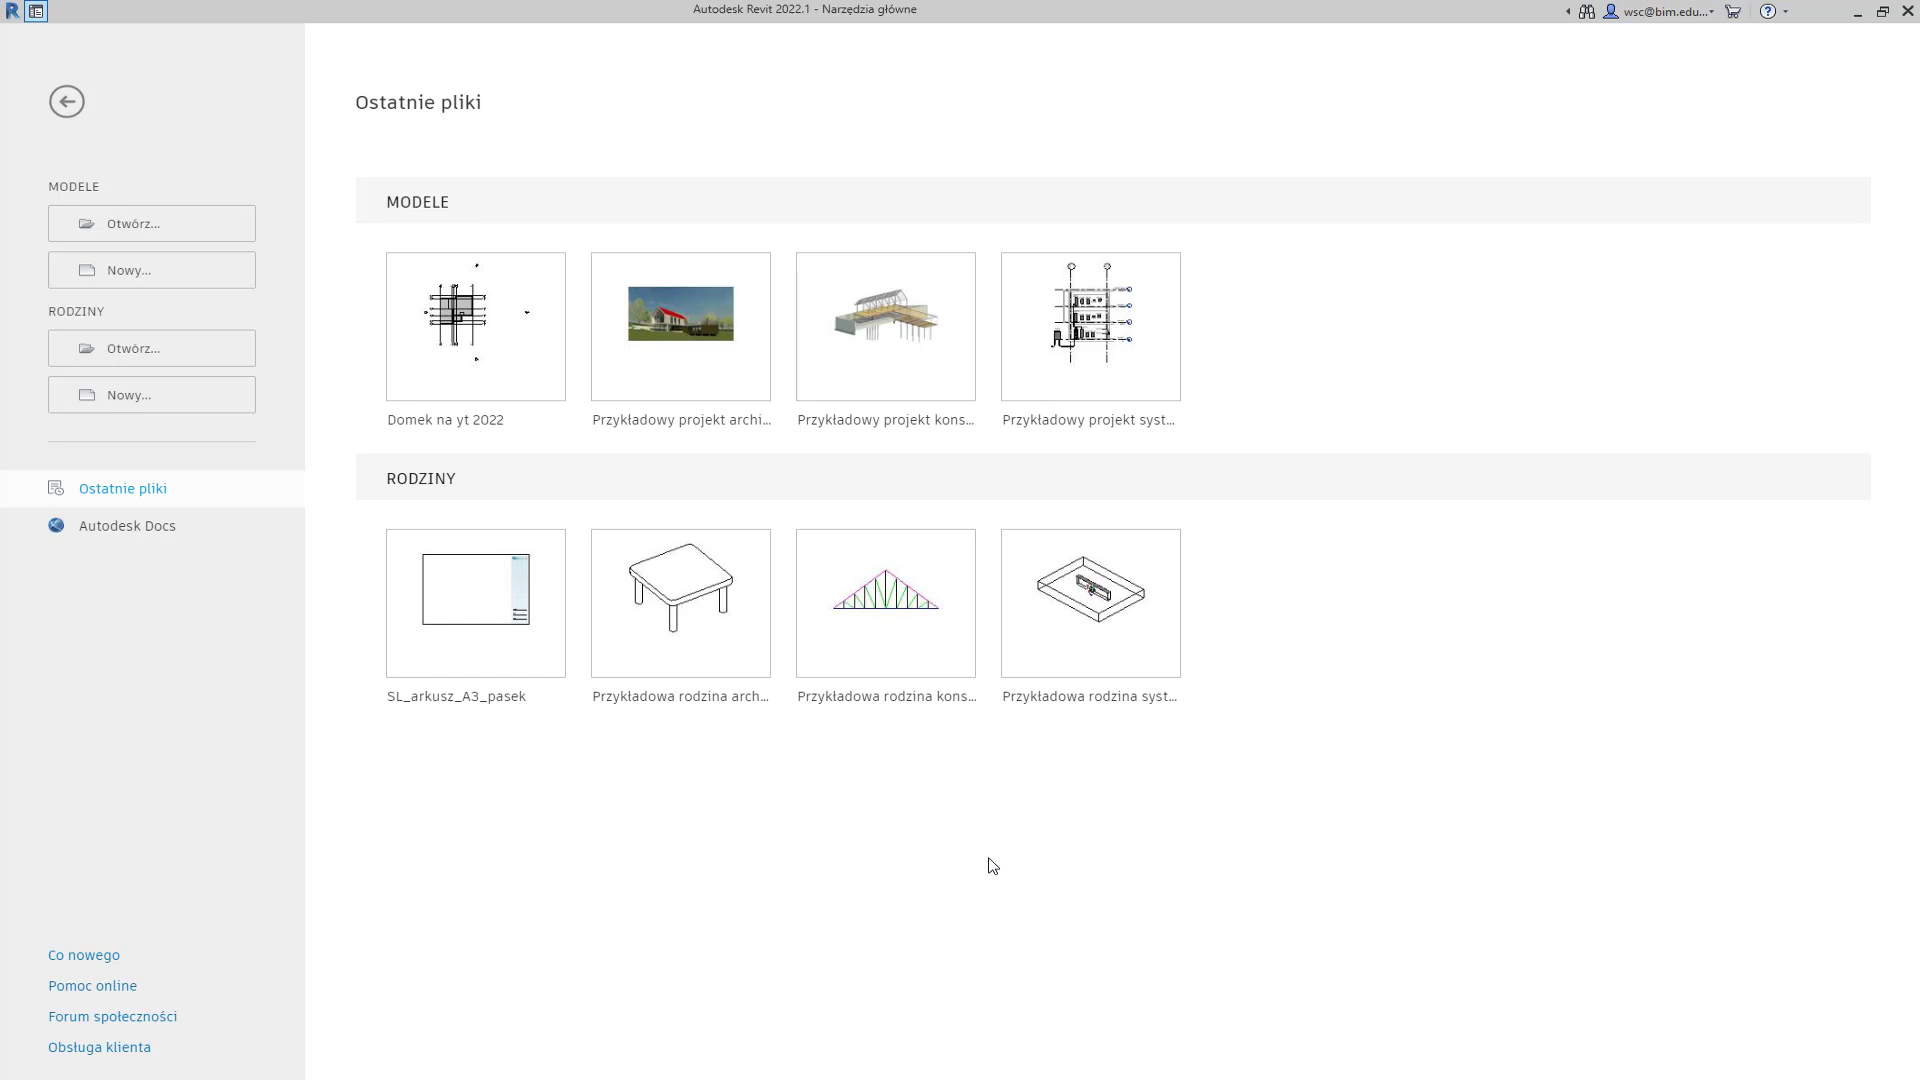 Autodesk Revit 2022.1 - Narzędzia główne
wsc@bim.edu...
Ostatnie pliki
MODELE
Otwórz...
Nowy...
RODZINY
Otwórz...
Nowy...
Ostatnie pliki
Autodesk Docs
Co nowego
Pomoc online
Forum społeczności
Obsługa klienta
MODELE
Domek na yt 2022
Przykładowy projekt archi...
Przykładowy projekt kons...
Przykładowy projekt syst...
RODZINY
SL_arkusz_A3_pasek
Przykładowa rodzina arch...
Przykładowa rodzina kons...
Przykładowa rodzina syst...